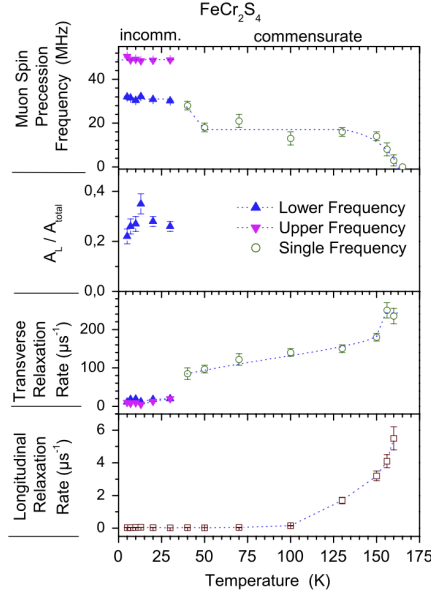 FeCr2S4
incomm. commensurate
Muon Spin
Precession
Frequency (MHz)
40
20
0
AL / Atotal
0,4
0,2
0,0
Lower Frequency
Upper Frequency
Single Frequency
Transverse
Relaxation
Rate (μs-1)
200
100
0
Longitudinal
Relaxation
Rate (μs-1)
6
4
2
0
0 25 50 75 100 125 150 175
Temperature (K)